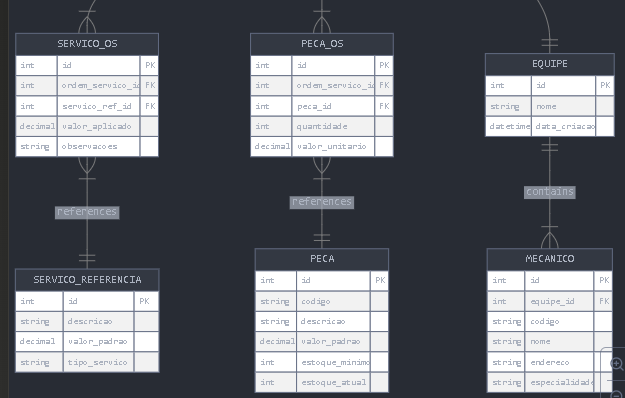 SERVICO_OS
int id PK
int ordem_servico_id FK
int servico_ref_id FK
decimal valor_aplicado
string observacoes
references
SERVICO_REFERENCIA
int id PK
string descricao
decimal valor_padrao
string tipo_servico
PECA_OS
int id PK
int ordem_servico_id FK
int peca_id FK
int quantidade
decimal valor_unitario
references
PECA
int id PK
string codigo
string descricao
decimal valor_padrao
int estoque_minimo
int estoque_atual
EQUIPE
int id PK
string nome
datetime data_criacao
contains
MECANICO
int id PK
int equipe_id FK
string codigo
string nome
string endereco
string especialidade